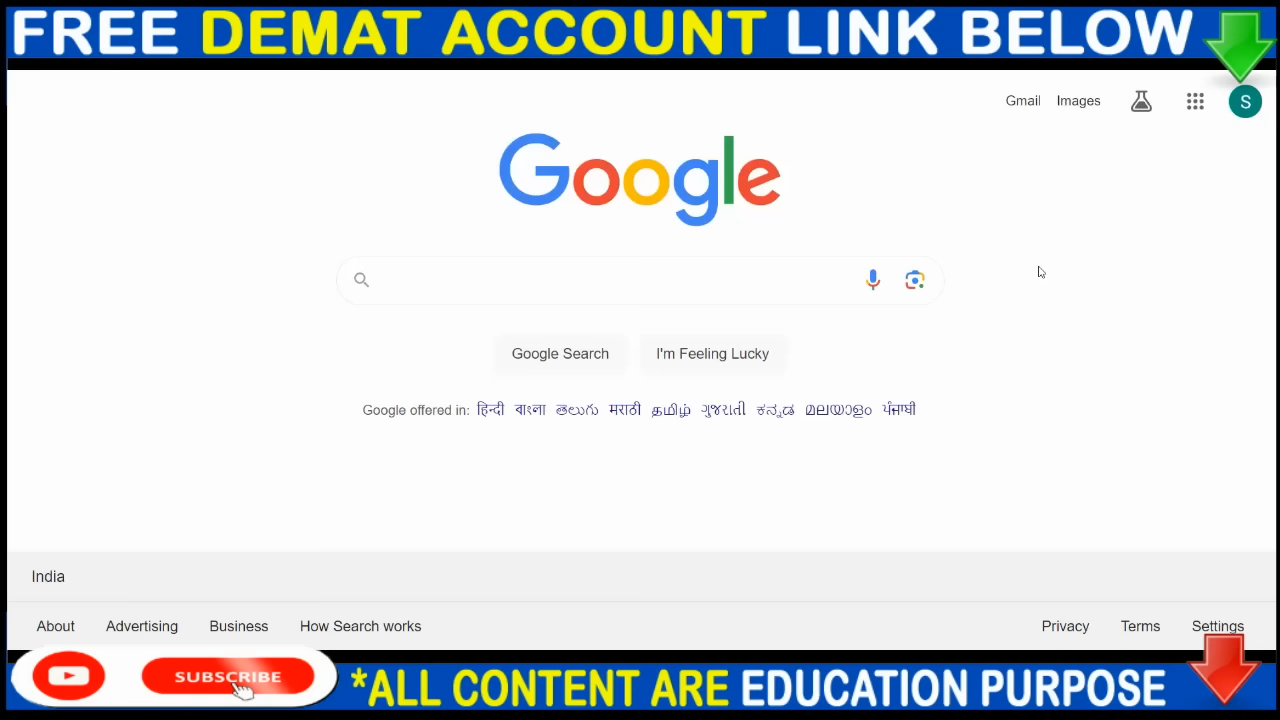 FREE DEMAT ACCOUNT LINK BELOW
Gmail Images S
Google
Google Search I'm Feeling Lucky
Google offered in: हिन्दी বাংলা తెలుగు मराठी தமிழ் ગુજરાતી ಕನ್ನಡ മലയാളം ਪੰਜਾਬੀ
India
About Advertising Business How Search works Privacy Terms Settings
SUBSCRIBE
*ALL CONTENT ARE EDUCATION PURPOSE